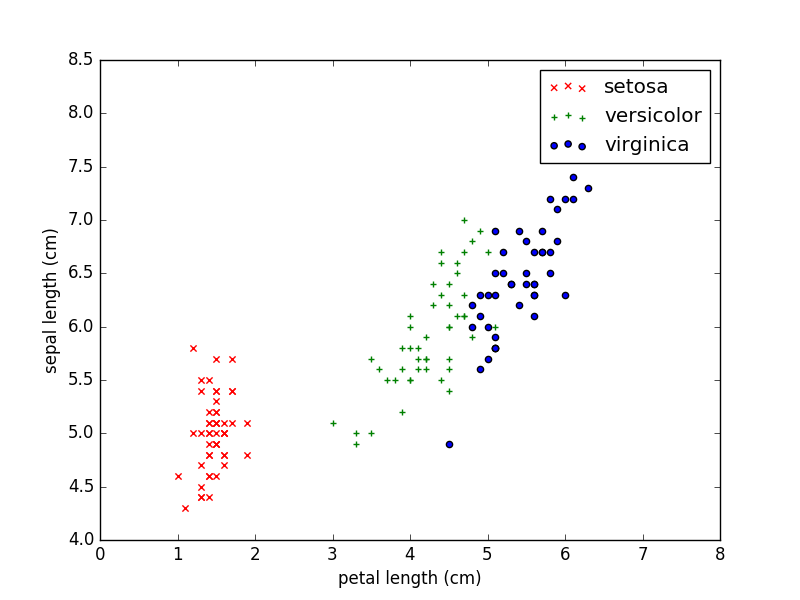 8.5
8.0
7.5
7.0
6.5
6.0
5.5
5.0
4.5
4.0
sepal length (cm)
setosa
versicolor
virginica
0 1 2 3 4 5 6 7 8
petal length (cm)